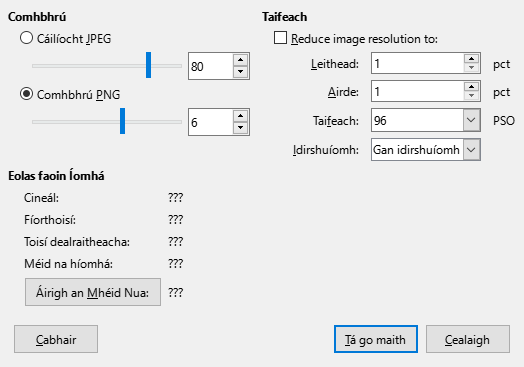 Comhbhrú
Cáilíocht JPEG
80
Comhbhrú PNG
6
Taifeach
Reduce image resolution to:
Leithead: 1 pct
Airde: 1 pct
Taifeach: 96 PSO
Idirshuíomh: Gan idirshuíomh
Eolas faoin Íomhá
Cineál: ???
Fíorthoisí: ???
Toisí dealraitheacha: ???
Méid na híomhá: ???
Áirigh an Mhéid Nua: ???
Cabhair
Tá go maith
Cealaigh